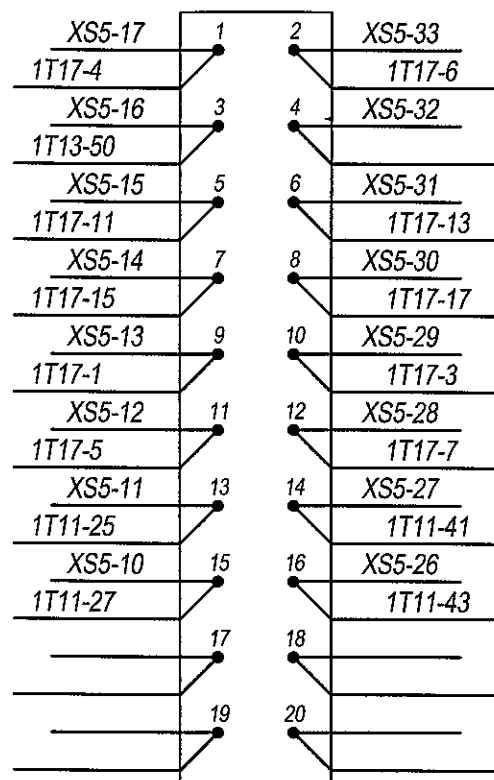 XS5-17 1 2 XS5-33
1T17-4 1T17-6
XS5-16 3 4 XS5-32
1T13-50
XS5-15 5 6 XS5-31
1T17-11 1T17-13
XS5-14 7 8 XS5-30
1T17-15 1T17-17
XS5-13 9 10 XS5-29
1T17-1 1T17-3
XS5-12 11 12 XS5-28
1T17-5 1T17-7
XS5-11 13 14 XS5-27
1T11-25 1T11-41
XS5-10 15 16 XS5-26
1T11-27 1T11-43
17 18
19 20